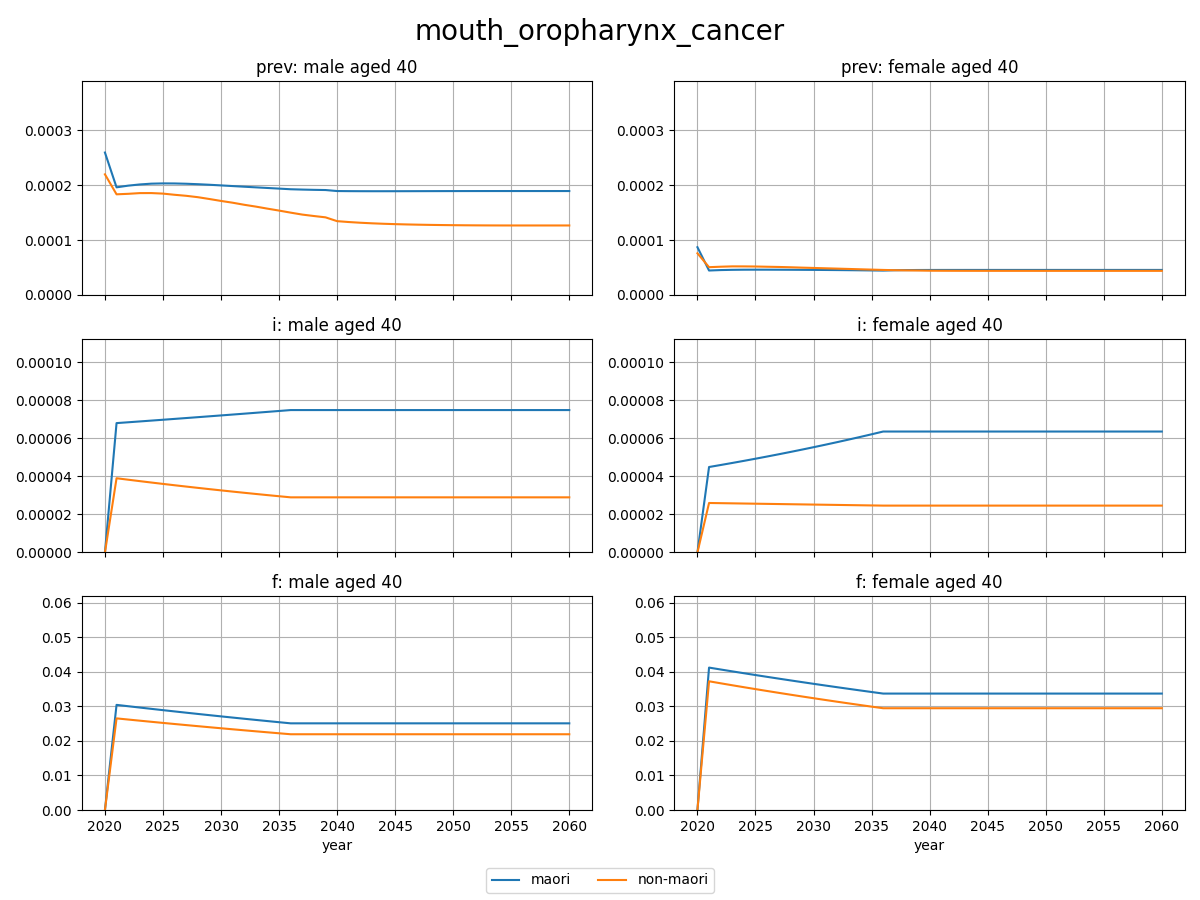 mouth_oropharynx_cancer
prev: male aged 40
prev: female aged 40
0.0003
0.0002
0.0001
0.0000
0.0003
0.0002
0.0001
0.0000
i: male aged 40
i: female aged 40
0.00010
0.00008
0.00006
0.00004
0.00002
0.00000
0.00010
0.00008
0.00006
0.00004
0.00002
0.00000
f: male aged 40
f: female aged 40
0.06
0.05
0.04
0.03
0.02
0.01
0.00
0.06
0.05
0.04
0.03
0.02
0.01
0.00
2020 2025 2030 2035 2040 2045 2050 2055 2060
2020 2025 2030 2035 2040 2045 2050 2055 2060
year
year
maori non-maori